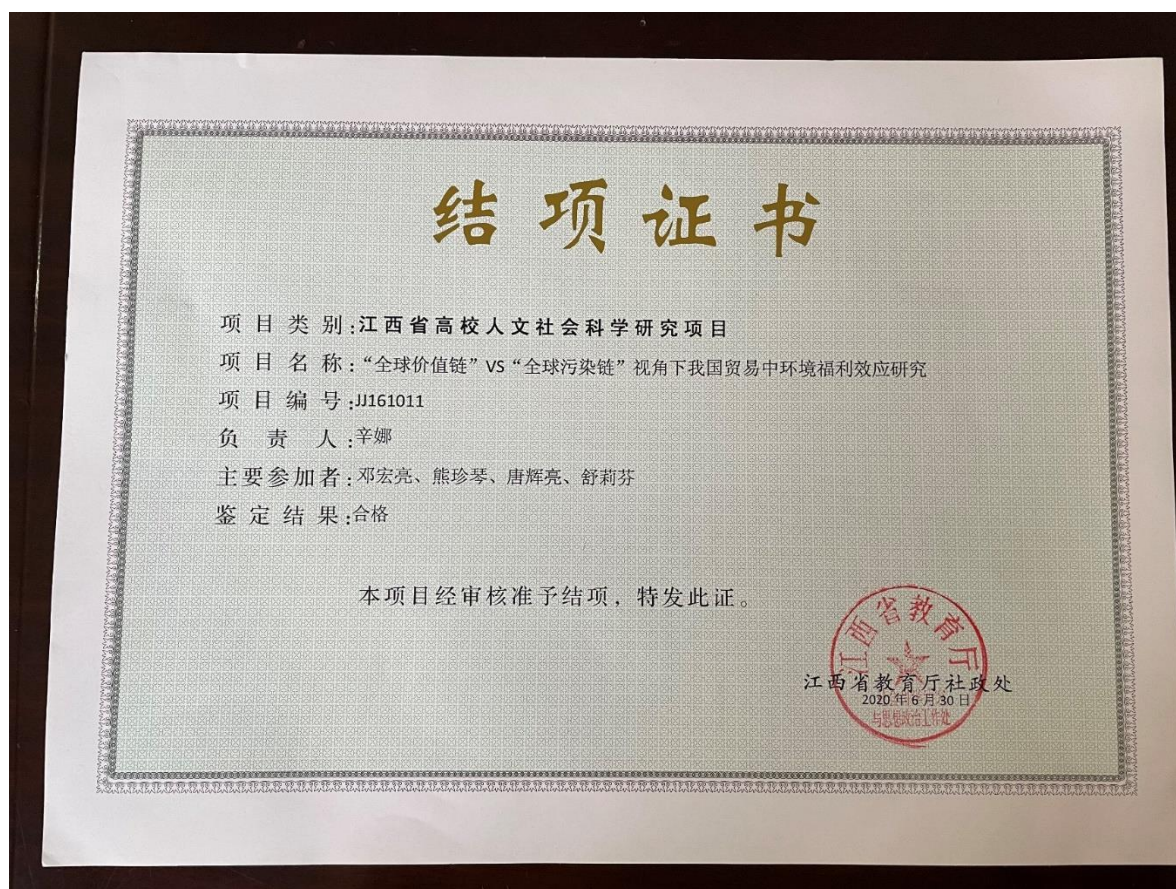 结项证书
项目类别:江西省高校人文社会科学研究项目
项目名称:“全球价值链”VS“全球污染链”视角下我国贸易中环境福利效应研究
项目编号:JJ161011
负责人:辛娜
主要参加者:邓宏亮、熊珍琴、唐辉亮、舒莉芬
鉴定结果:合格
本项目经审核准予结项，特发此证。
江西省教育厅
江西省教育厅社政处
2020年6月30日